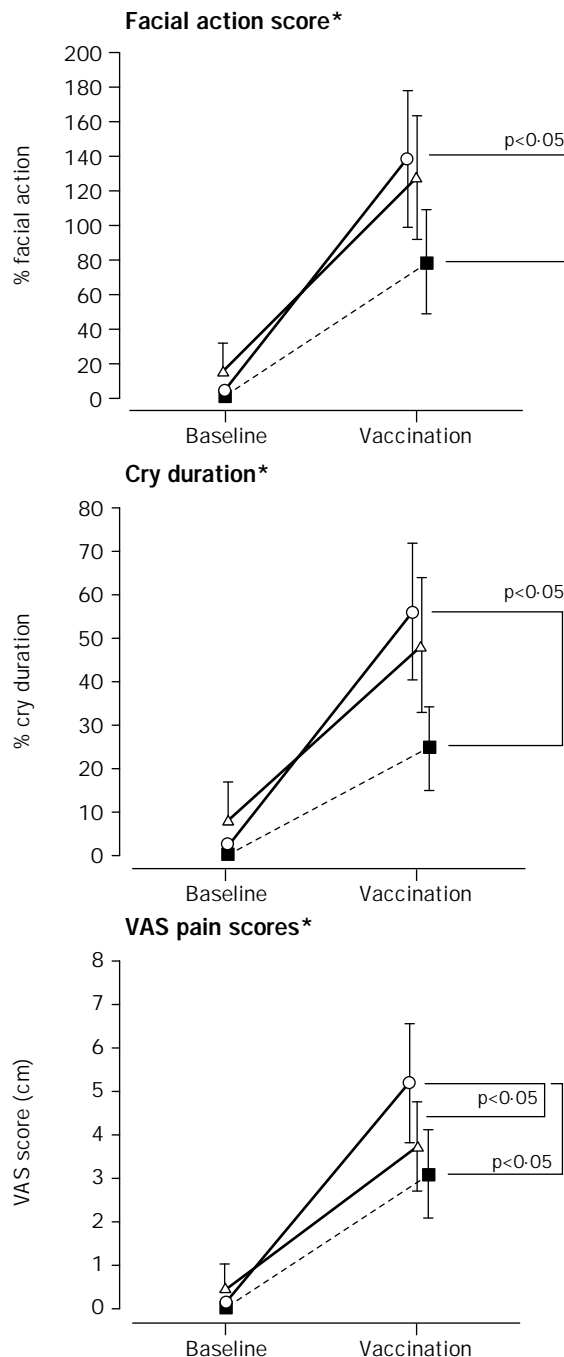 Facial action score*
200
180
160
140
120
100
80
60
40
20
0
% facial action
p<0·05
Baseline Vaccination
Cry duration*
80
70
60
50
40
30
20
10
0
% cry duration
p<0·05
Baseline Vaccination
VAS pain scores*
8
7
6
5
4
3
2
1
0
VAS score (cm)
p<0·05
p<0·05
Baseline Vaccination